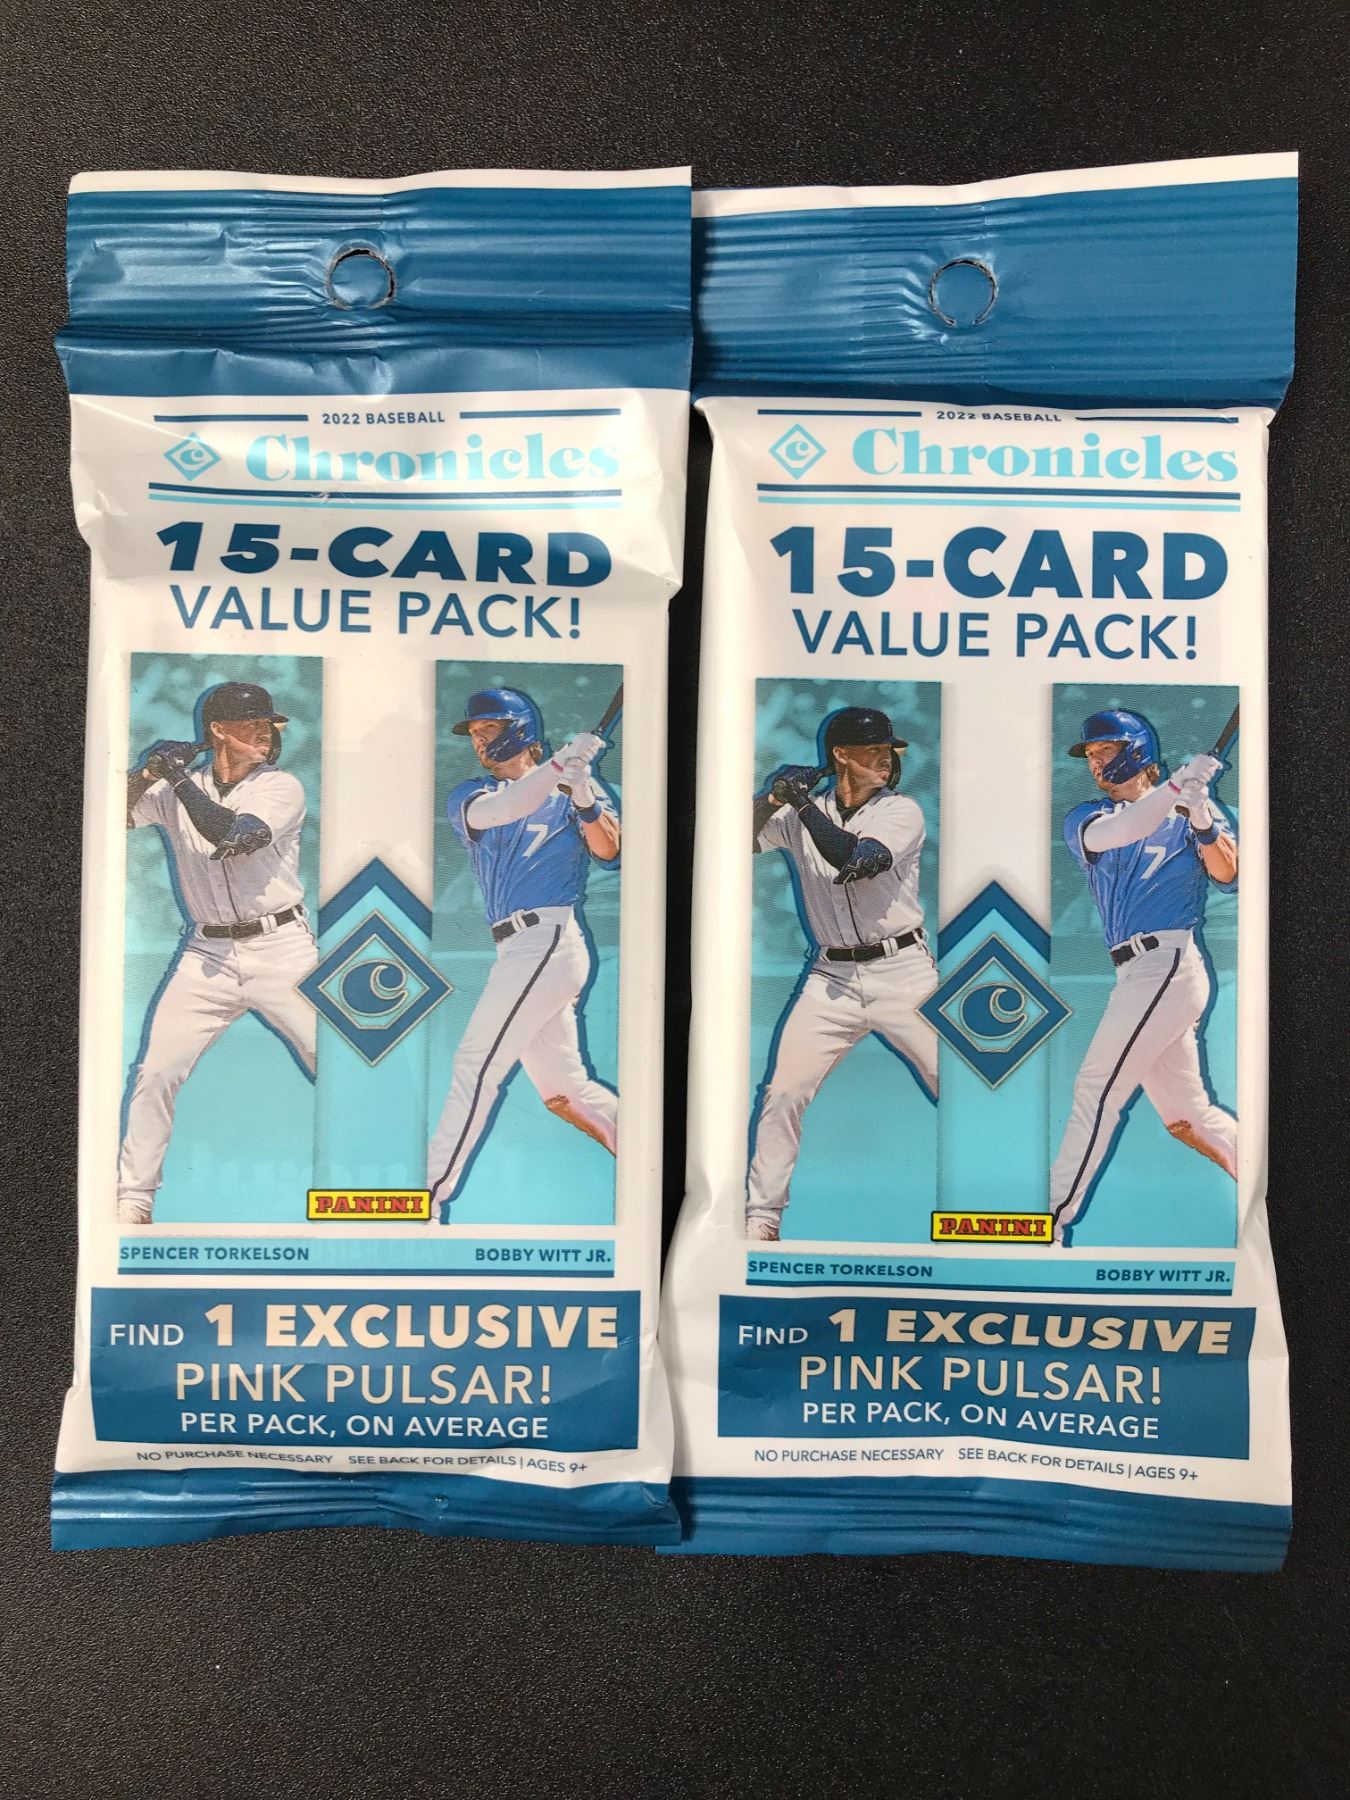 2022 BASEBALL
C Chronicles
15-CARD
VALUE PACK!
7
C
PANINI
SPENCER TORKELSON BOBBY WITT JR.
FIND 1 EXCLUSIVE
PINK PULSAR!
PER PACK, ON AVERAGE
NO PURCHASE NECESSARY SEE BACK FOR DETAILS | AGES 9+
2022 BASEBALL
C Chronicles
15-CARD
VALUE PACK!
7
C
PANINI
SPENCER TORKELSON BOBBY WITT JR.
FIND 1 EXCLUSIVE
PINK PULSAR!
PER PACK, ON AVERAGE
NO PURCHASE NECESSARY SEE BACK FOR DETAILS | AGES 9+